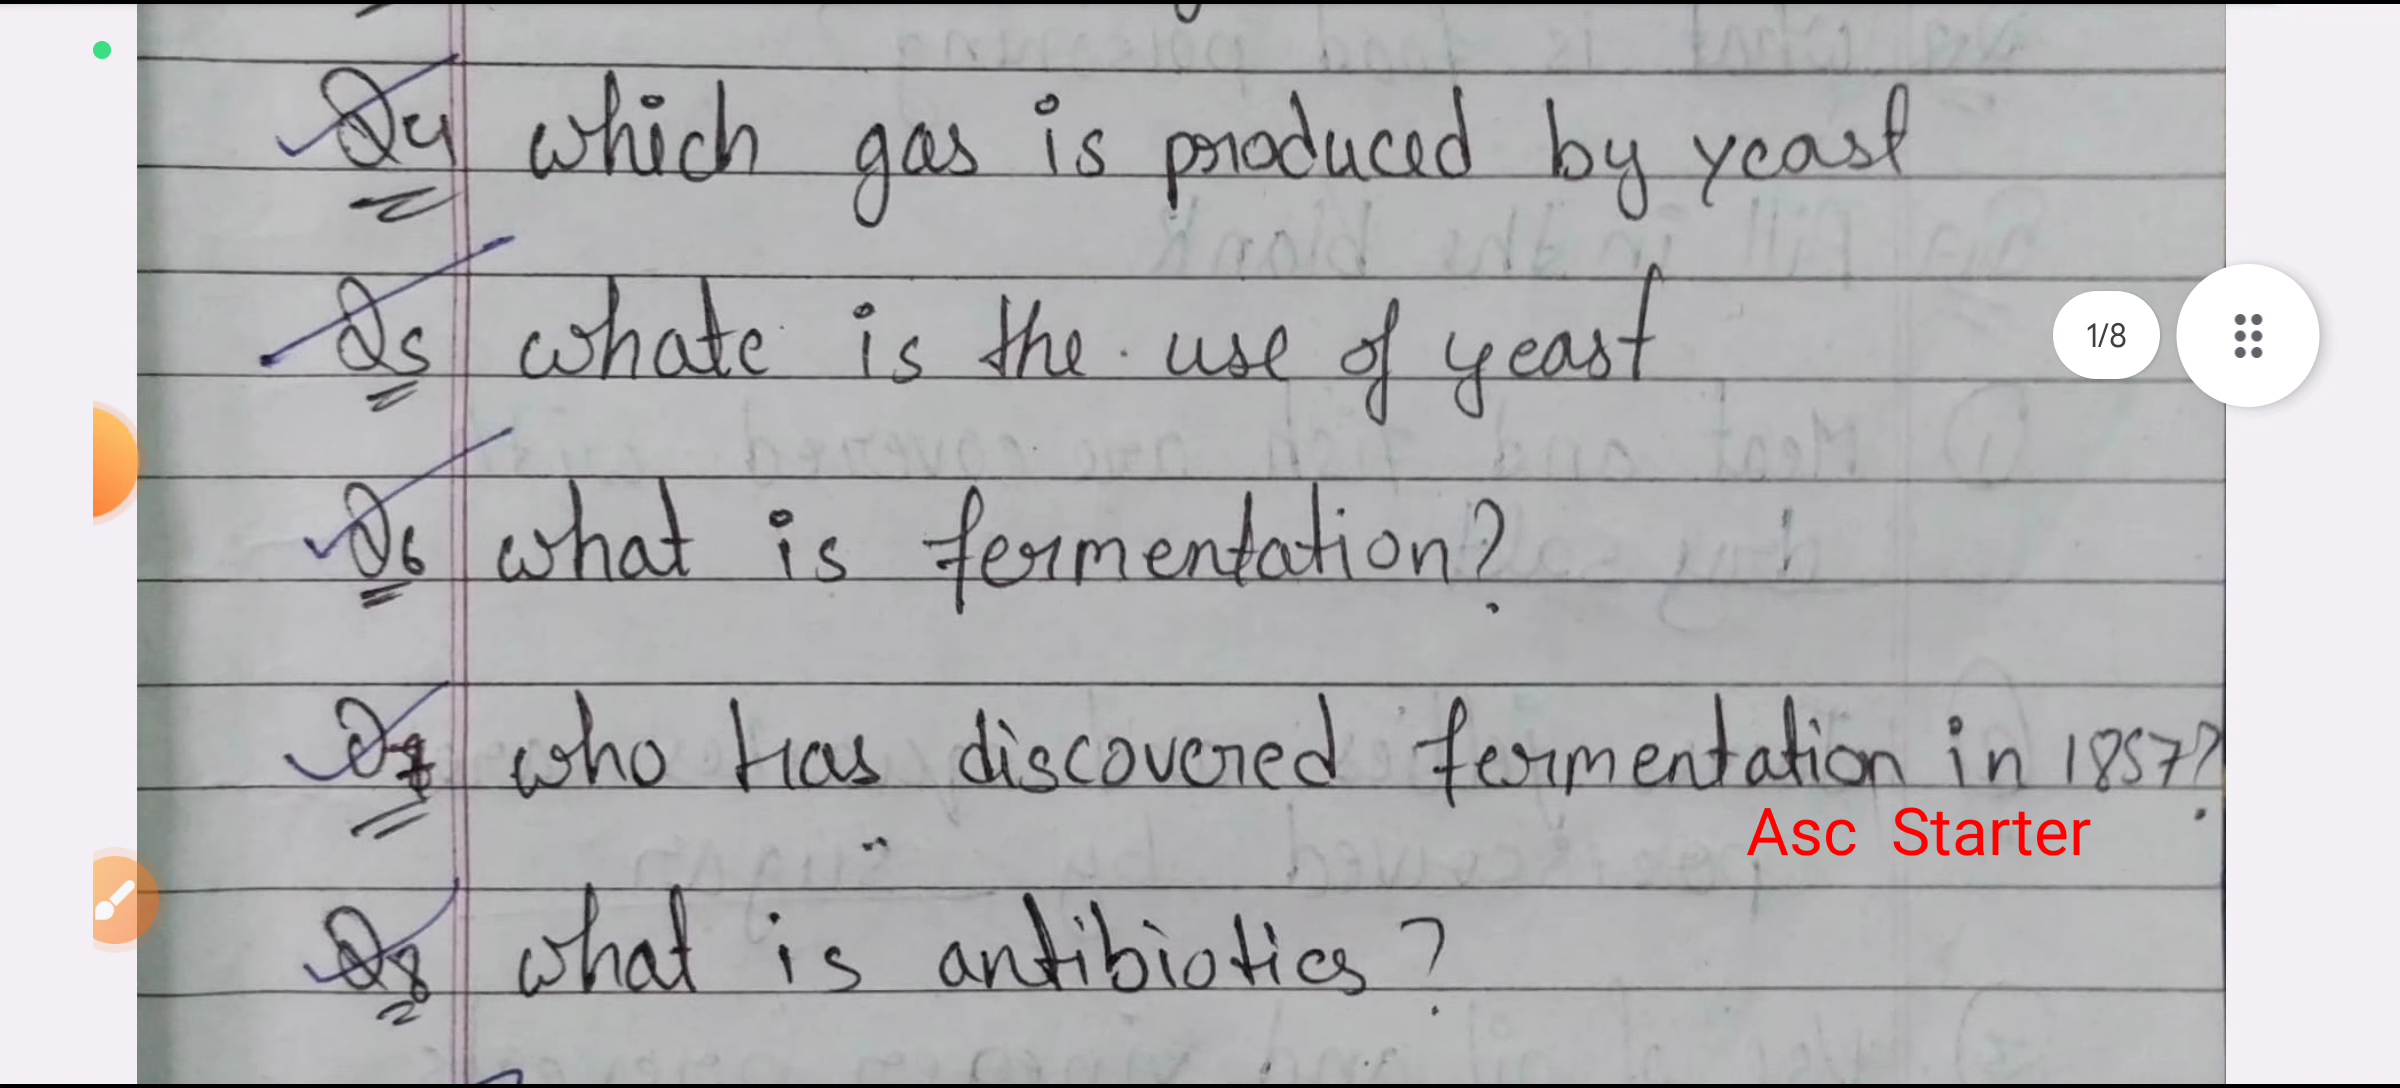 Q4 which gas is produced by yeast
Q5 whate is the use of yeast
1/8
Q6 what is fermentation?
Q7 who has discovered fermentation in 1857?
Asc Starter
Q8 what is antibiotics?